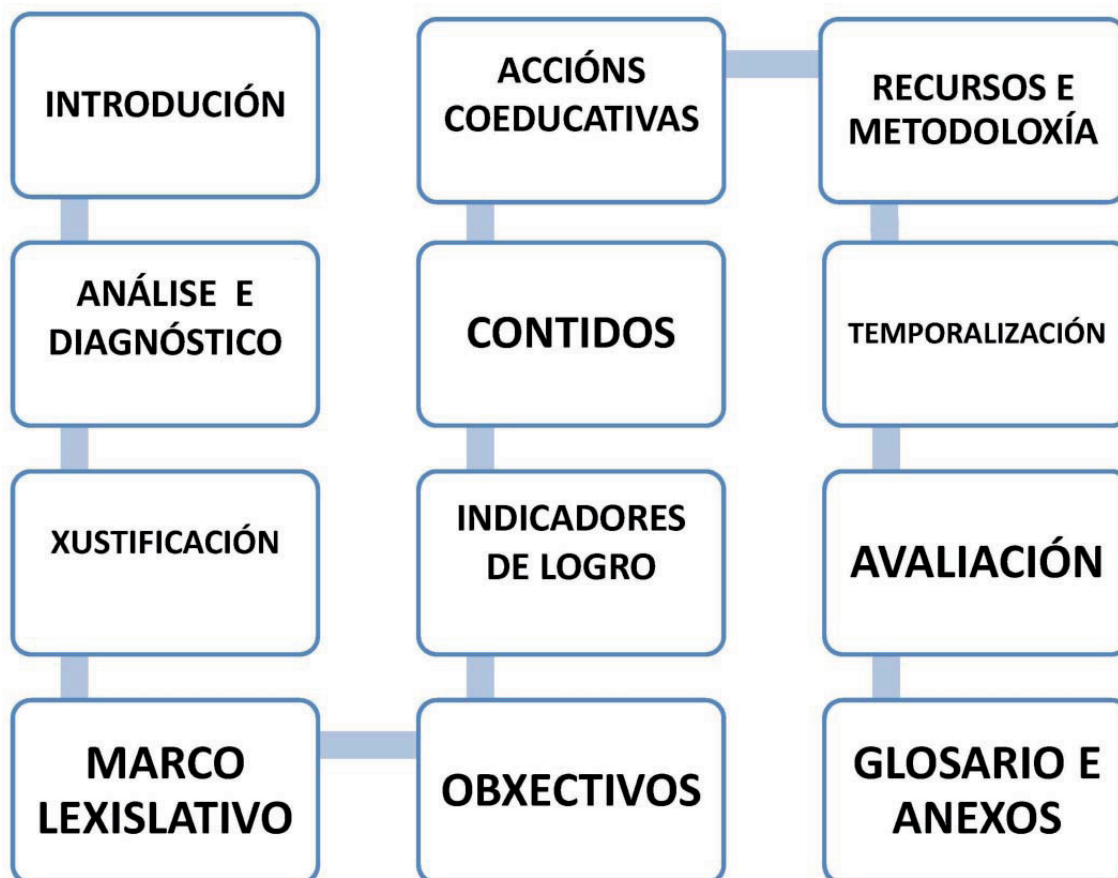 INTRODUCIÓN
ANÁLISE E
DIAGNÓSTICO
XUSTIFICACIÓN
MARCO
LEXISLATIVO
OBXECTIVOS
INDICADORES
DE LOGRO
CONTIDOS
ACCIÓNS
COEDUCATIVAS
RECURSOS E
METODOLOXÍA
TEMPORALIZACIÓN
AVALIACIÓN
GLOSARIO E
ANEXOS